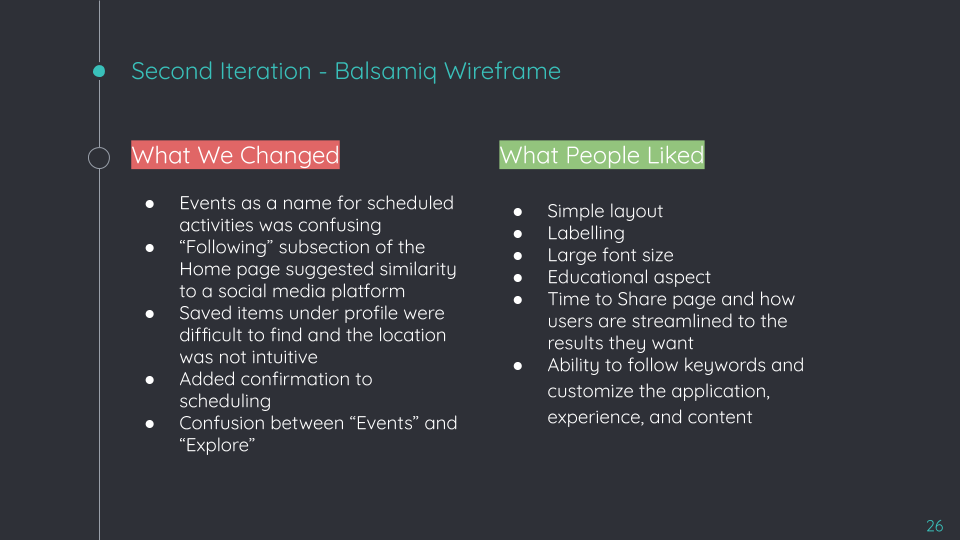 Second Iteration - Balsamiq Wireframe
What We Changed
● Events as a name for scheduled
activities was confusing
● “Following” subsection of the
Home page suggested similarity
to a social media platform
● Saved items under profile were
difficult to find and the location
was not intuitive
● Added confirmation to
scheduling
● Confusion between “Events” and
“Explore”
What People Liked
● Simple layout
● Labelling
● Large font size
● Educational aspect
● Time to Share page and how
users are streamlined to the
results they want
● Ability to follow keywords and
customize the application,
experience, and content
26